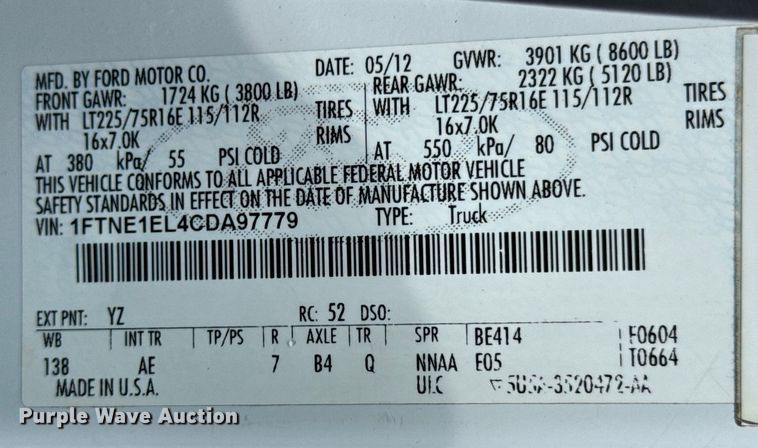 MFD. BY FORD MOTOR CO. DATE: 05/12 GVWR: 3901 KG ( 8600 LB)
FRONT GAWR: 1724 KG ( 3800 LB) REAR GAWR: 2322 KG ( 5120 LB)
WITH LT225/75R16E 115/112R TIRES WITH LT225/75R16E 115/112R TIRES
16x7.0K RIMS 16x7.0K RIMS
AT 380 kPa/ 55 PSI COLD AT 550 kPa/ 80 PSI COLD
THIS VEHICLE CONFORMS TO ALL APPLICABLE FEDERAL MOTOR VEHICLE
SAFETY STANDARDS IN EFFECT ON THE DATE OF MANUFACTURE SHOWN ABOVE.
VIN: 1FTNE1EL4CDA97779 TYPE: Truck
EXT PNT: YZ RC: 52 DSO:
WB INT TR TP/PS R AXLE TR SPR BE414 F0604
138 AE 7 B4 Q NNAA E05 T0664
MADE IN U.S.A. ULC
Purple Wave Auction